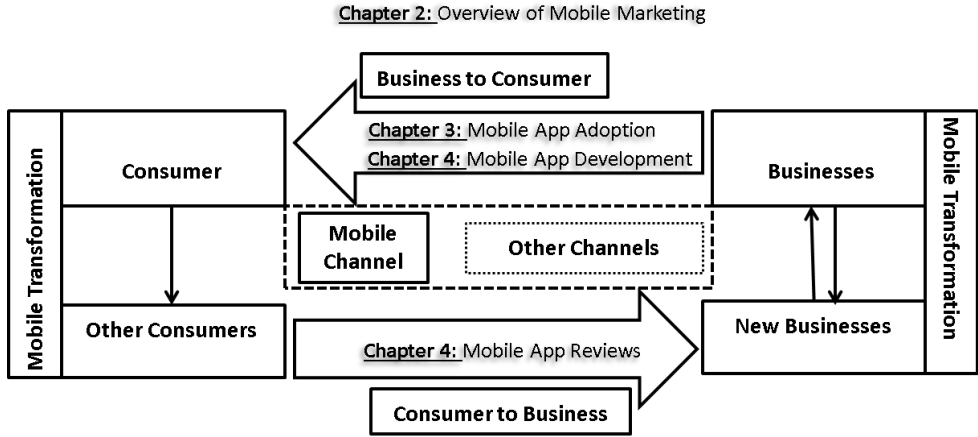 Chapter 2: Overview of Mobile Marketing
Business to Consumer
Mobile Transformation
Consumer
Chapter 3: Mobile App Adoption
Chapter 4: Mobile App Development
Businesses
Mobile Transformation
Mobile
Channel
Other Channels
Other Consumers
Chapter 4: Mobile App Reviews
New Businesses
Consumer to Business